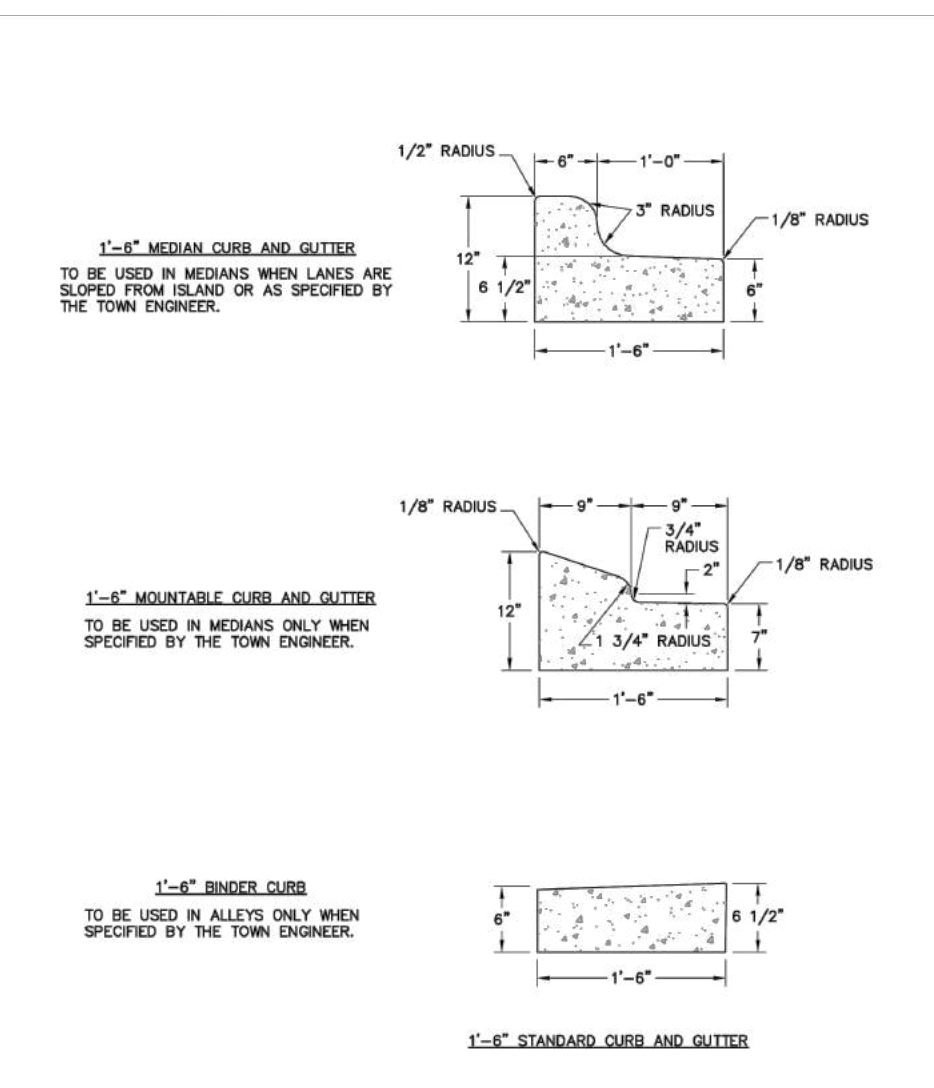 1/2" RADIUS
6"
1'-0"
3" RADIUS
1/8" RADIUS
1'-6" MEDIAN CURB AND GUTTER
TO BE USED IN MEDIANS WHEN LANES ARE
SLOPED FROM ISLAND OR AS SPECIFIED BY
THE TOWN ENGINEER.
12"
6 1/2"
6"
1'-6"
1/8" RADIUS
9"
9"
3/4"
RADIUS
2"
1/8" RADIUS
1'-6" MOUNTABLE CURB AND GUTTER
TO BE USED IN MEDIANS ONLY WHEN
SPECIFIED BY THE TOWN ENGINEER.
12"
1 3/4" RADIUS
7"
1'-6"
1'-6" BINDER CURB
TO BE USED IN ALLEYS ONLY WHEN
SPECIFIED BY THE TOWN ENGINEER.
6"
6 1/2"
1'-6"
1'-6" STANDARD CURB AND GUTTER